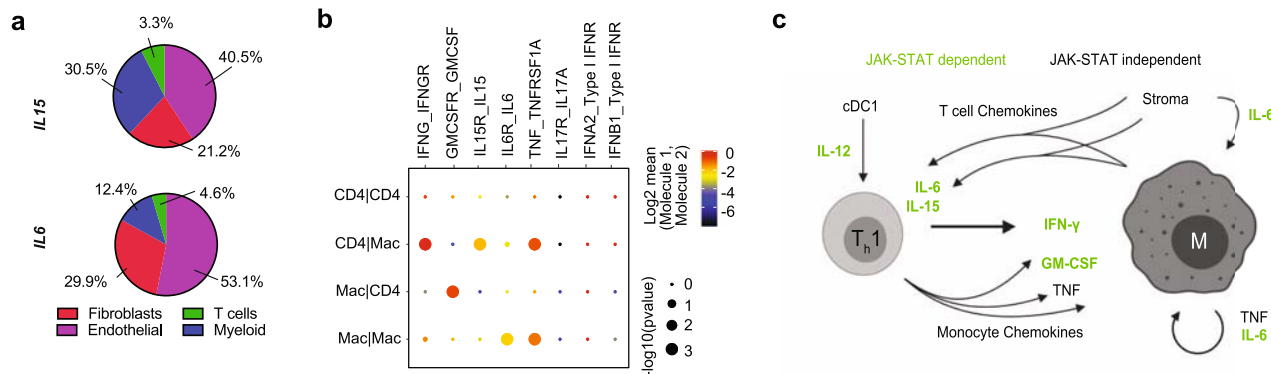 a
3.3%
40.5%
30.5%
21.2%
IL15
12.4%
4.6%
29.9%
53.1%
IL6
Fibroblasts
T cells
Endothelial
Myeloid
b
IFNG_IFNGR
GMCSFR_GMCSF
IL15R_IL15
IL6R_IL6
TNF_TNFRSF1A
IL17R_IL17A
IFNA2_Type I IFNR
IFNB1_Type I IFNR
CD4|CD4
CD4|Mac
Mac|CD4
Mac|Mac
Log2 mean
(Molecule 1,
Molecule 2)
0
-2
-4
-6
-log10(pvalue)
0
1
2
3
c
JAK-STAT dependent
JAK-STAT independent
cDC1
T cell Chemokines
Stroma
IL-6
IL-12
IL-6
IL-15
Th1
IFN-γ
M
GM-CSF
TNF
Monocyte Chemokines
TNF
IL-6